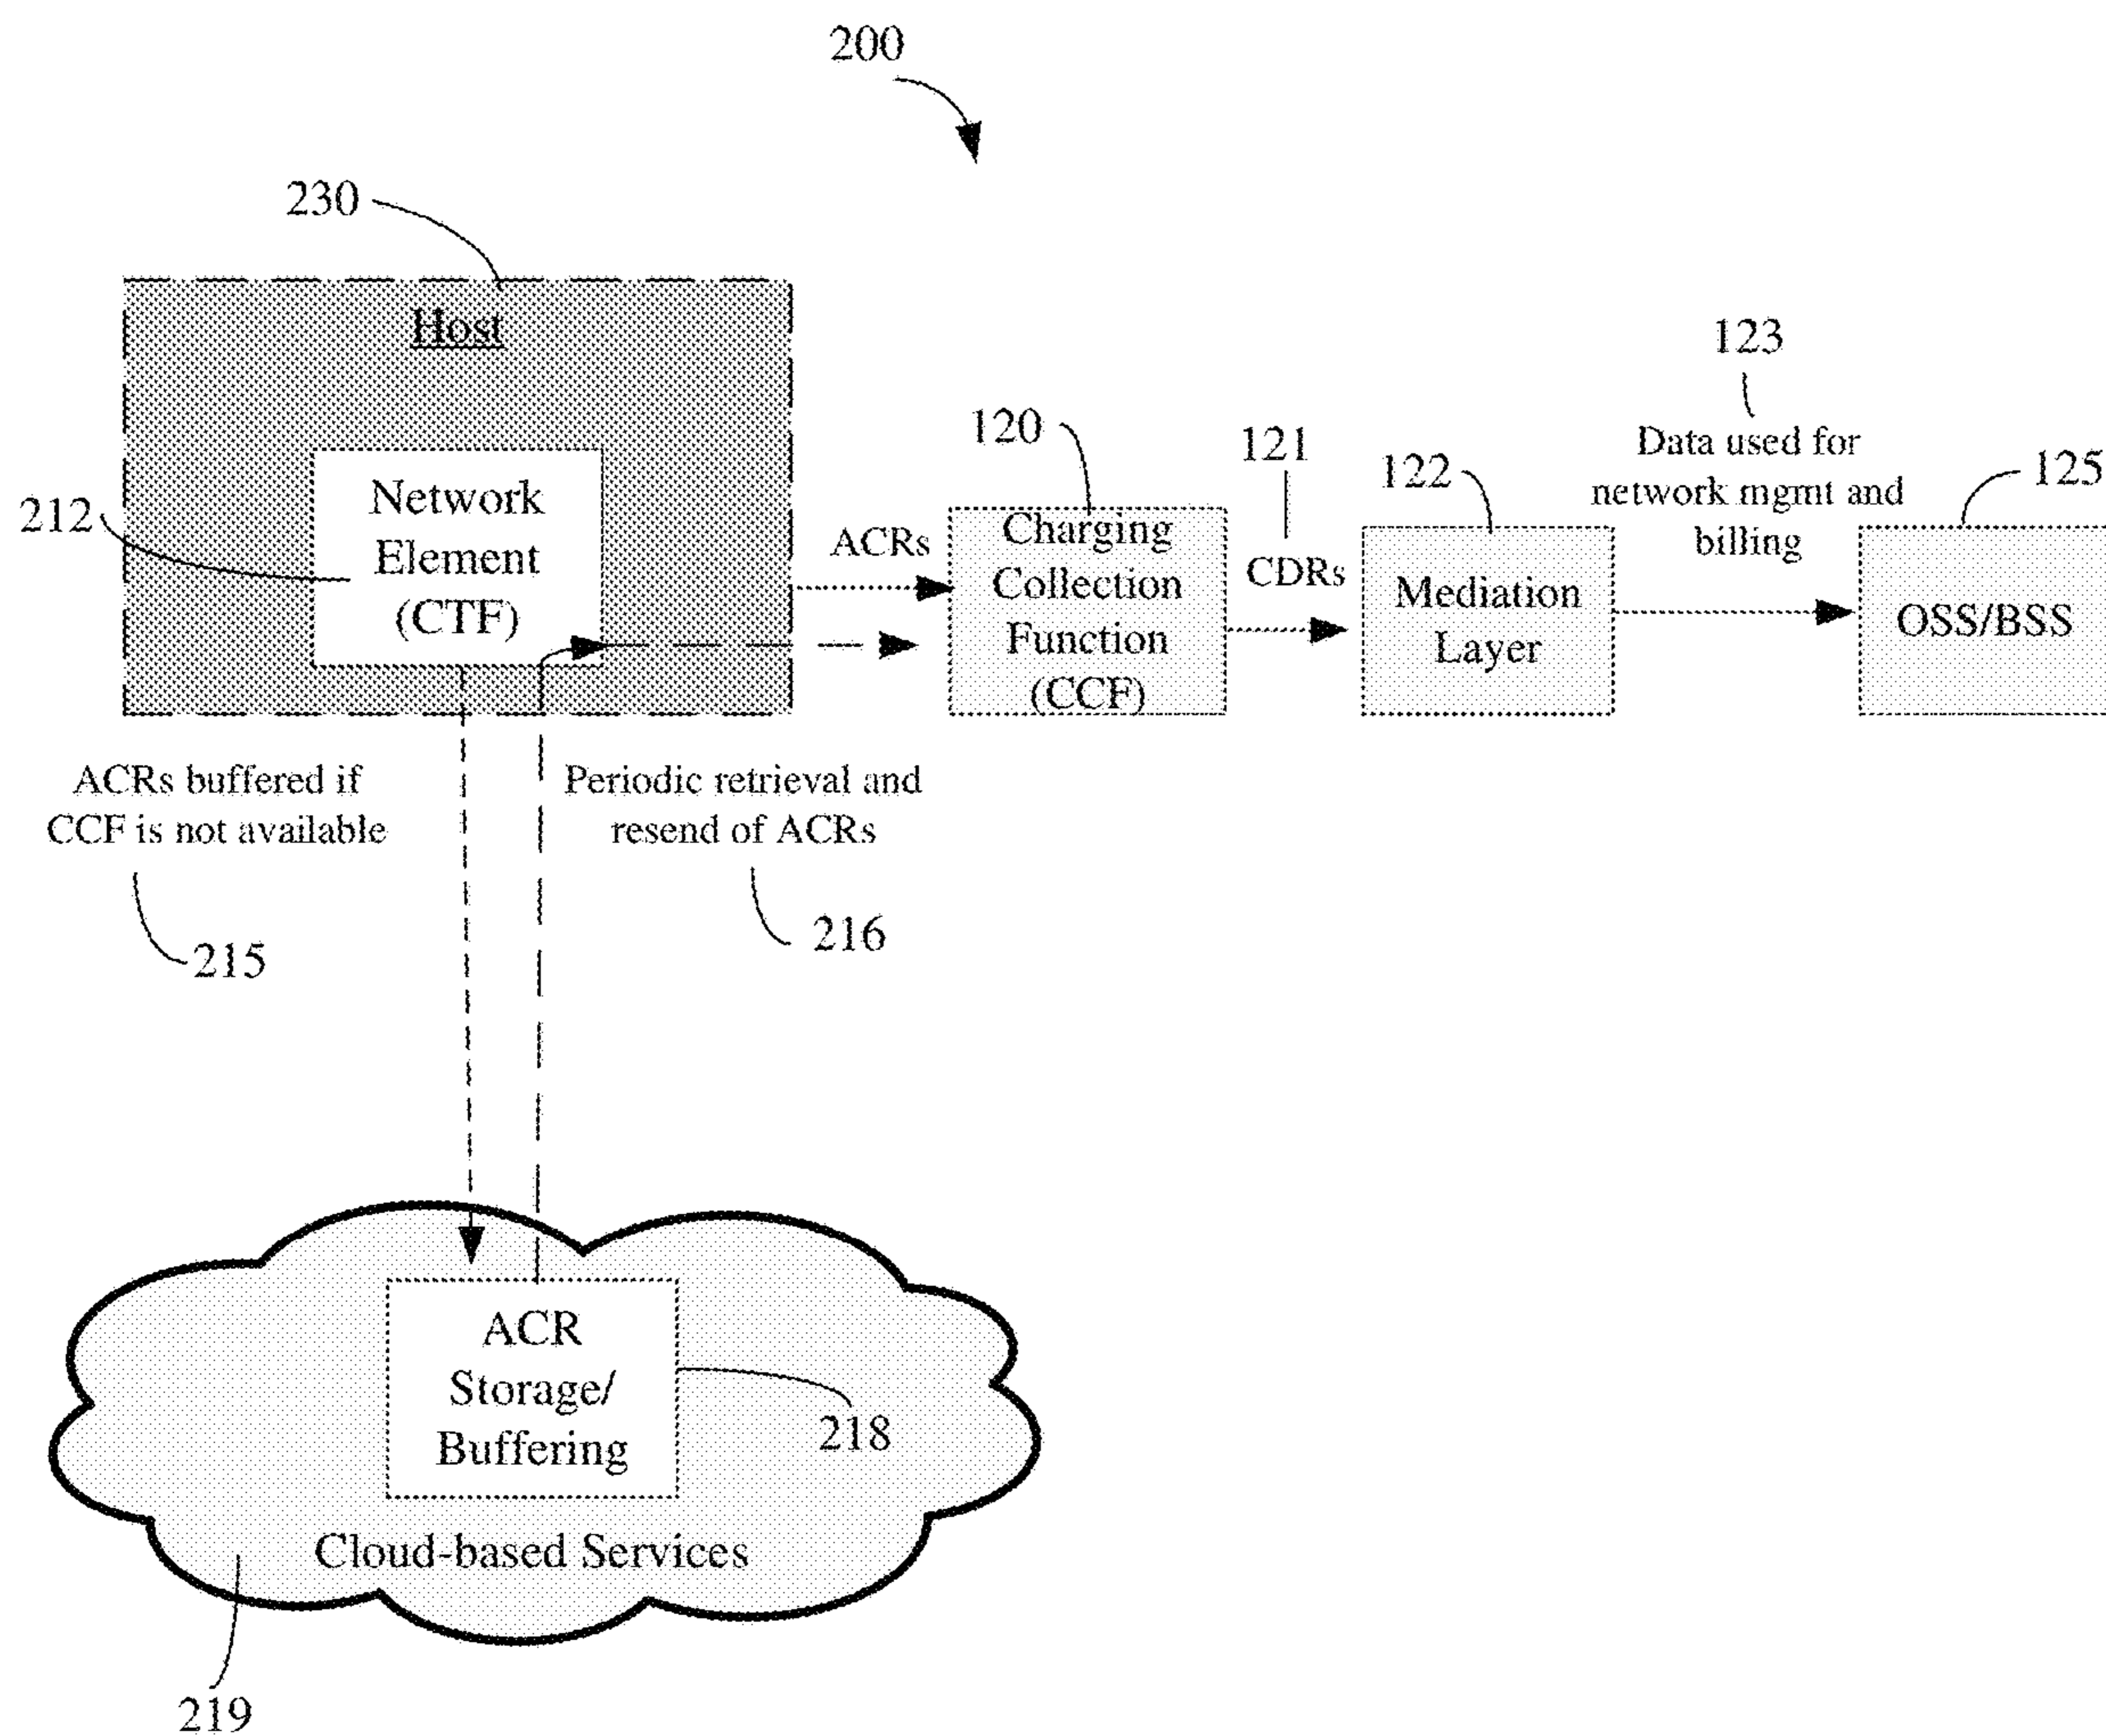 200
230
Host
212
Network
Element
(CTF)
ACRs
120
Charging
Collection
Function
(CCF)
121
CDRs
122
Mediation
Layer
123
Data used for
network mgmt and
billing
125
OSS/BSS
ACRs buffered if
CCF is not available
215
Periodic retrieval and
resend of ACRs
216
ACR
Storage/
Buffering
218
Cloud-based Services
219